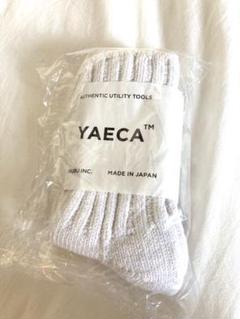 AUTHENTIC UTILITY TOOLS
YAECA™
INC.
MADE IN JAPAN